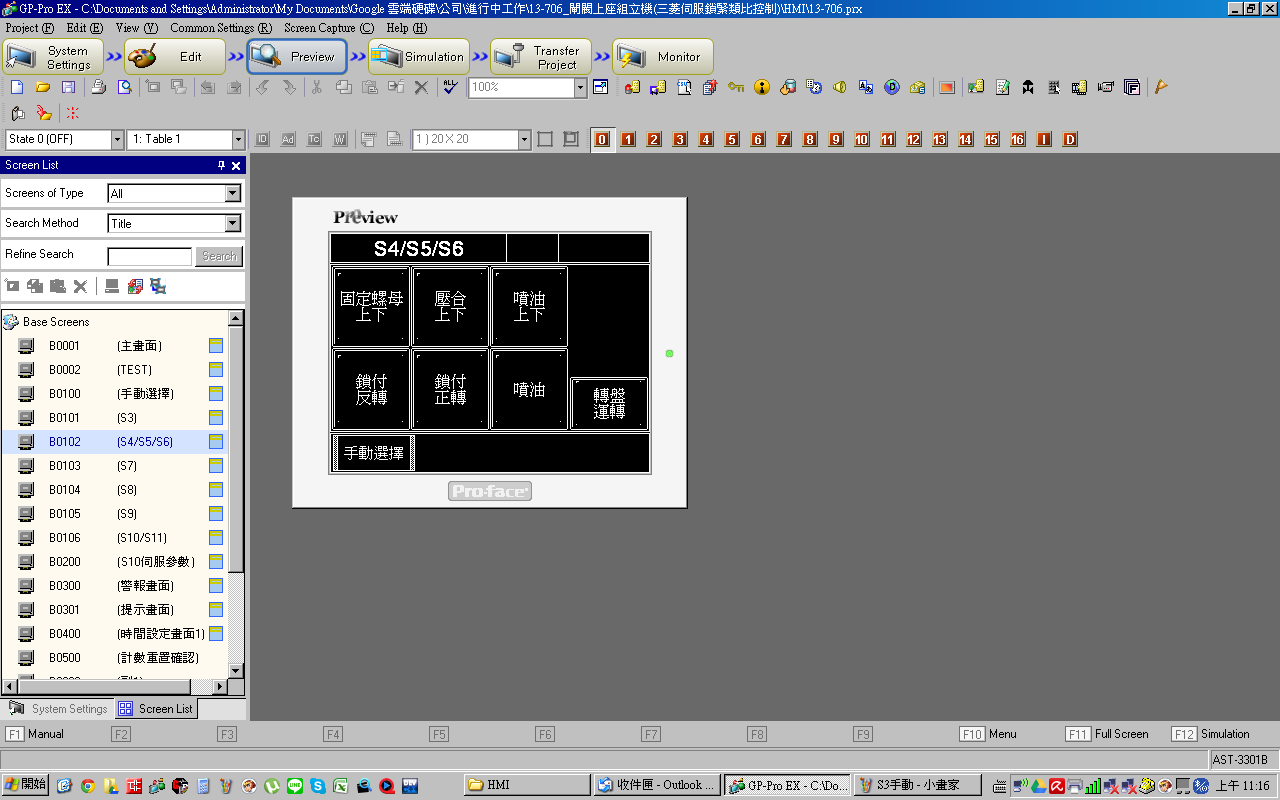 GP-Pro EX - C:\Documents and Settings\Administrator\My Documents\Google 雲端硬碟\公司\進行中工作\13-706_閘閥上座組立機(三菱伺服鎖緊類比控制)\HMI\13-706.prx
Project (F) Edit (E) View (V) Common Settings (R) Screen Capture (C) Help (H)
System Settings
Edit
Preview
Simulation
Transfer Project
Monitor
ALL
100%
State 0 (OFF) 1: Table 1 ID Ad Tc W 1 ) 20 X 20 0 1 2 3 4 5 6 7 8 9 10 11 12 13 14 15 16 I D
Screen List
Screens of Type All
Search Method Title
Refine Search Search
Base Screens
B0001 (主畫面)
B0002 (TEST)
B0100 (手動選擇)
B0101 (S3)
B0102 (S4/S5/S6)
B0103 (S7)
B0104 (S8)
B0105 (S9)
B0106 (S10/S11)
B0200 (S10伺服參數)
B0300 (警報畫面)
B0301 (提示畫面)
B0400 (時間設定畫面1)
B0500 (計數重置確認)
System Settings Screen List
Preview
S4/S5/S6
固定螺母
上下
壓合
上下
噴油
上下
鎖付
反轉
鎖付
正轉
噴油
轉盤
運轉
手動選擇
Pro-face
F1 Manual F2 F3 F4 F5 F6 F7 F8 F9 F10 Menu F11 Full Screen F12 Simulation
AST-3301B
開始 HMI 收件匣 - Outlook ... GP-Pro EX - C:\Do... S3手動 - 小畫家 上午 11:16